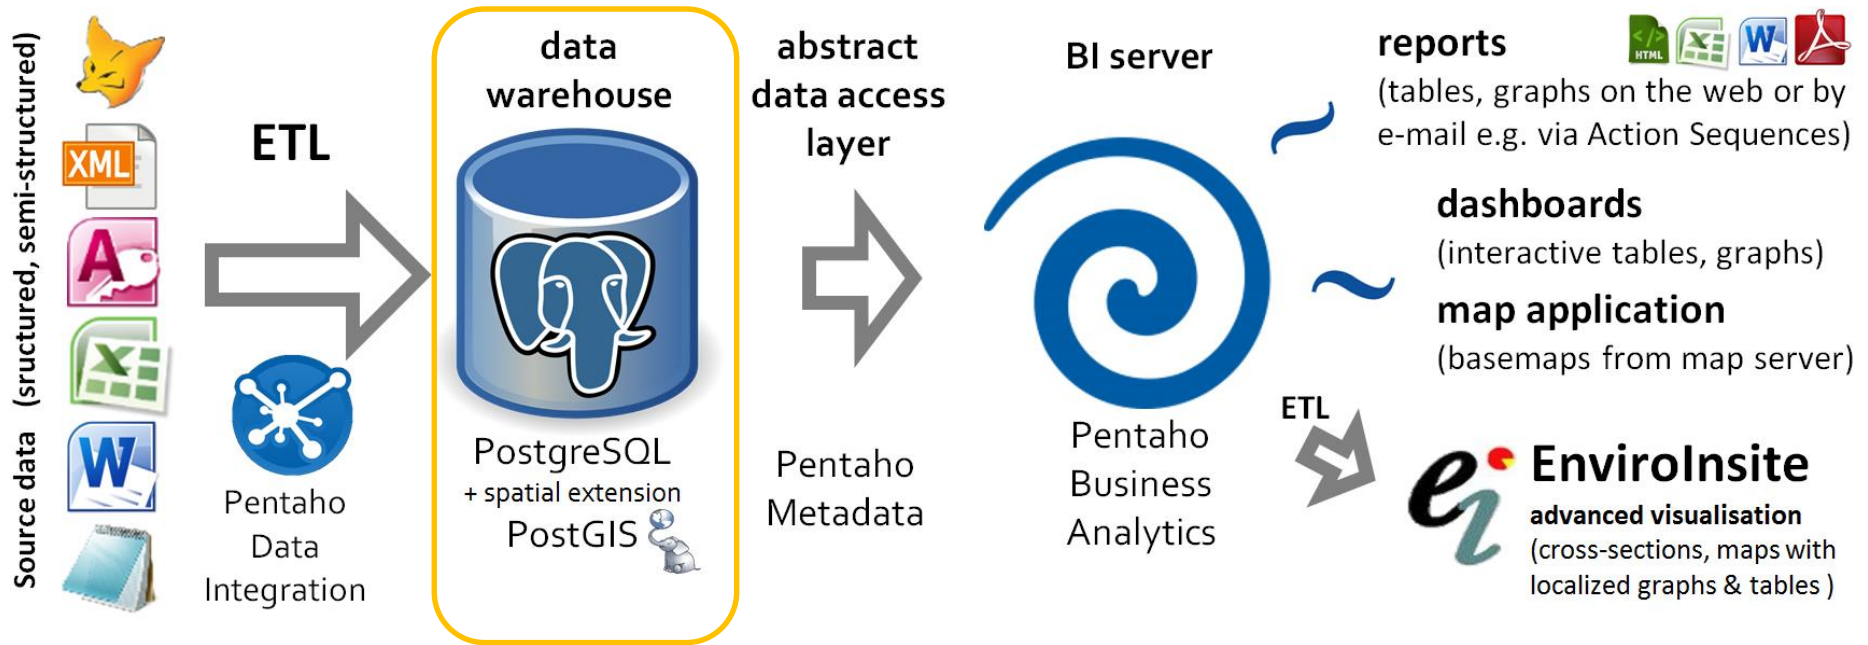 Source data (sructured, semi-structured)
XML
A
X
W
ETL
Pentaho
Data
Integration
data
warehouse
PostgreSQL
+ spatial extension
PostGIS
abstract
data access
layer
Pentaho
Metadata
BI server
Pentaho
Business
Analytics
reports
</>
HTML
X
W
(tables, graphs on the web or by
e-mail e.g. via Action Sequences)
dashboards
(interactive tables, graphs)
map application
(basemaps from map server)
ETL
ei
EnviroInsite
advanced visualisation
(cross-sections, maps with
localized graphs & tables )